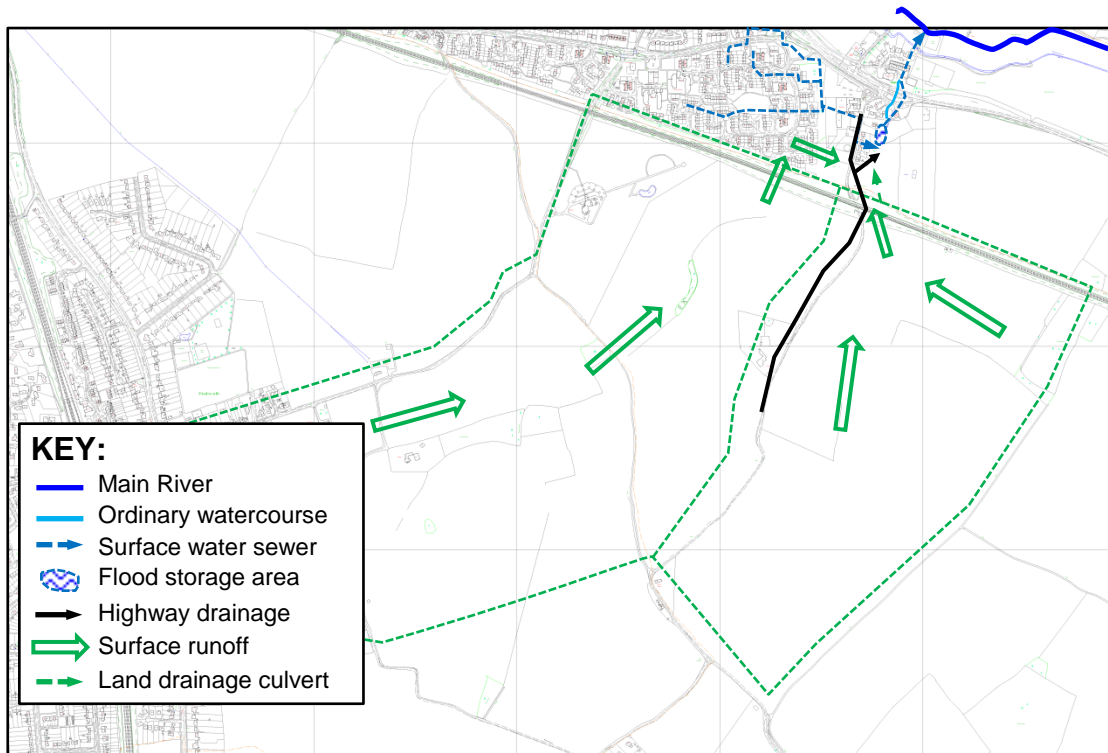 KEY:
Main River
Ordinary watercourse
Surface water sewer
Flood storage area
Highway drainage
Surface runoff
Land drainage culvert